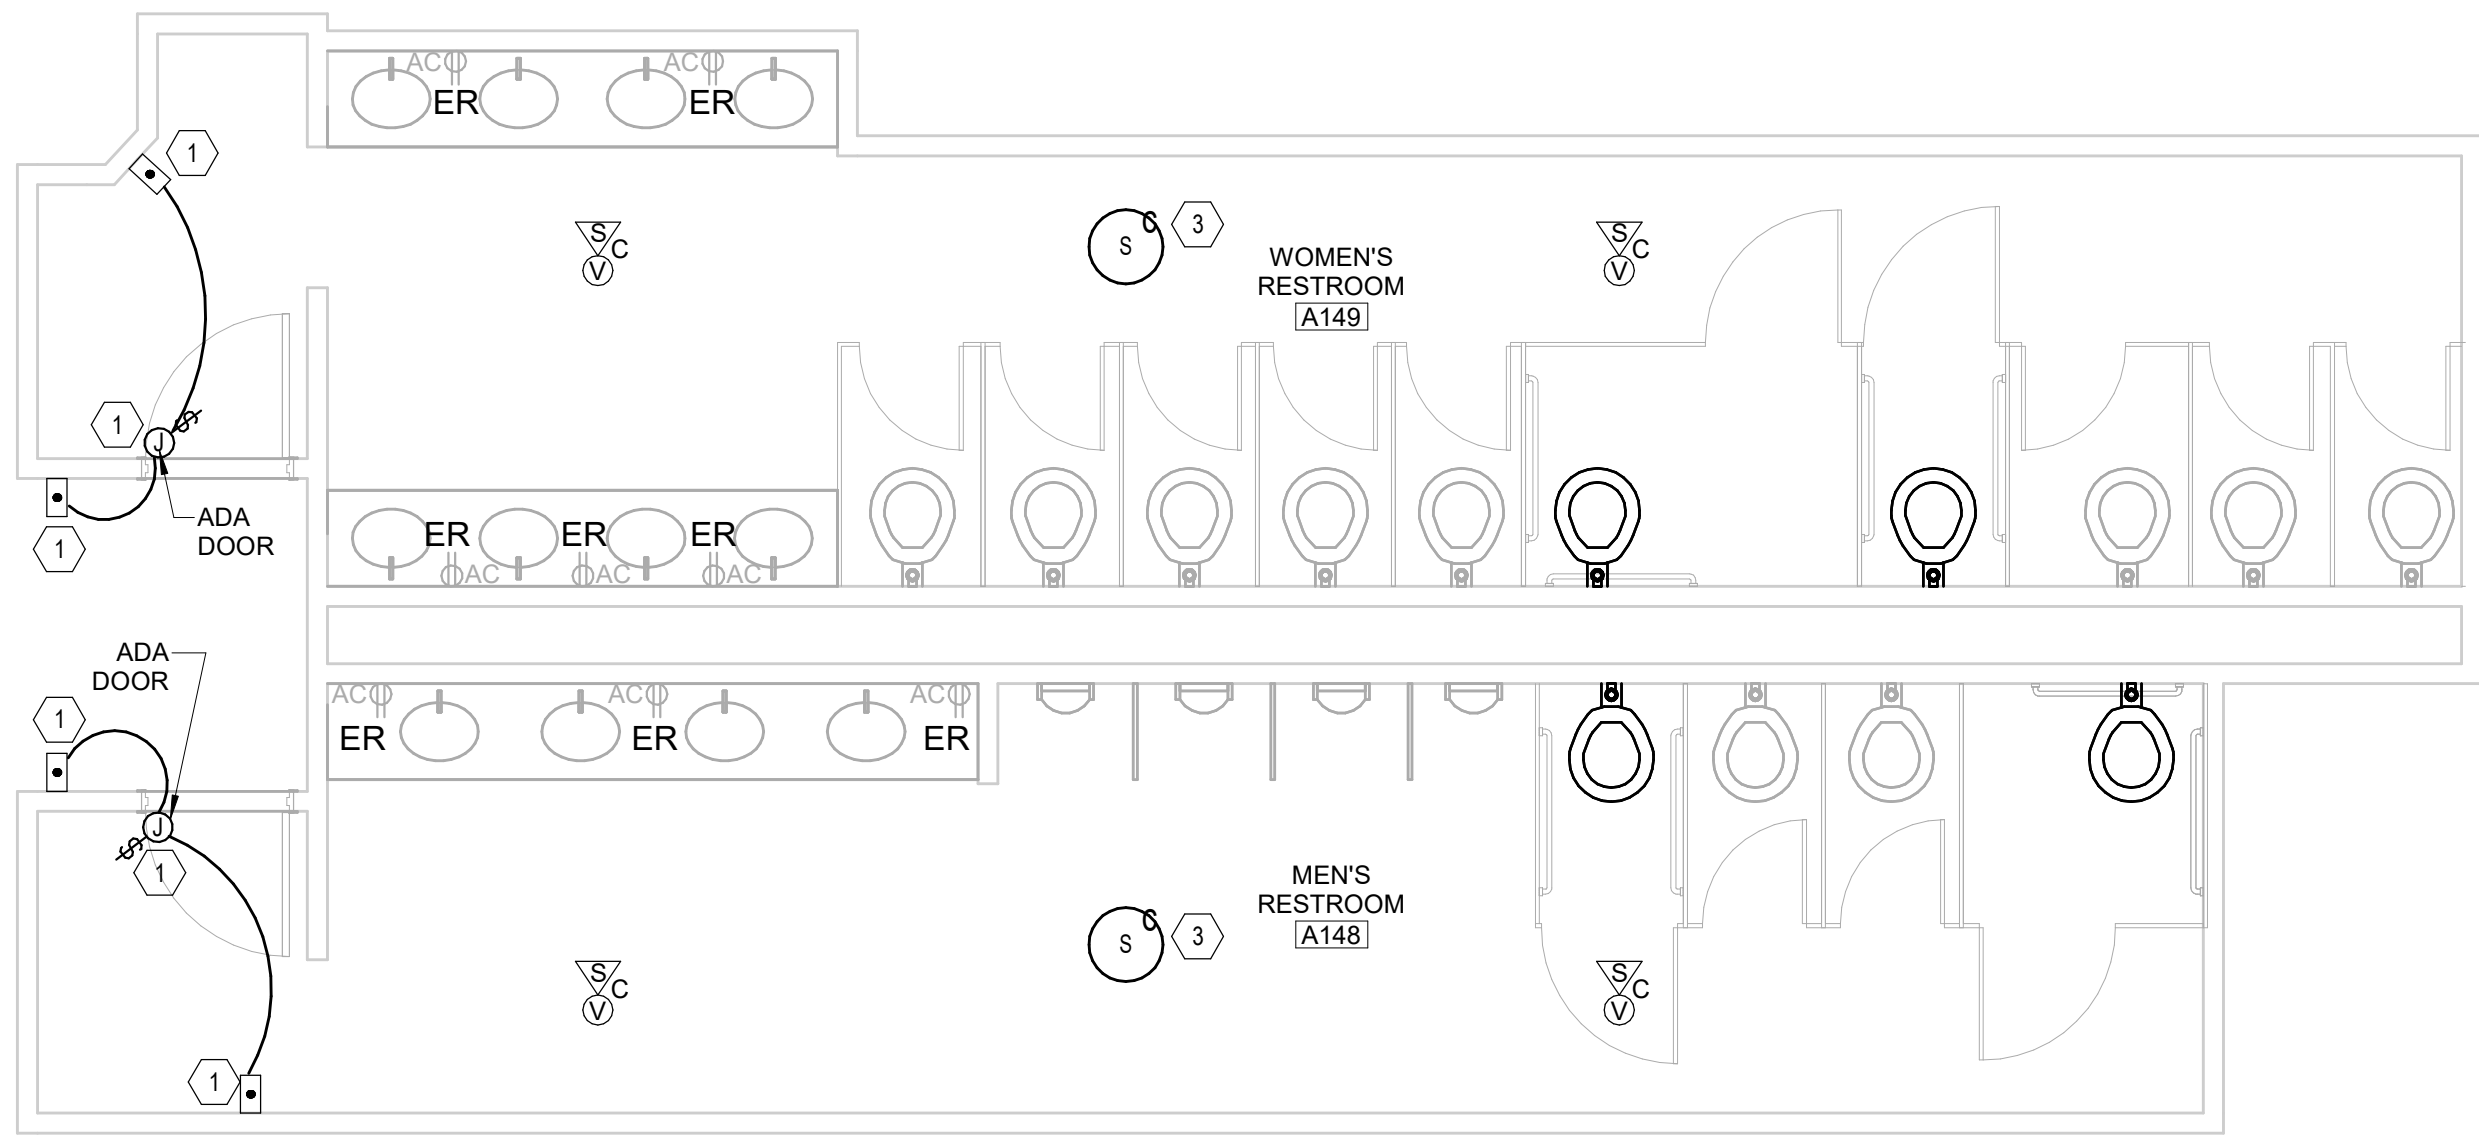 AC
AC
ER
ER
1
S
C
V
S
3
WOMEN'S
RESTROOM
A149
S
C
V
1
$
J
ADA
DOOR
1
ER
ER
ER
AC
AC
AC
ADA
DOOR
1
AC
AC
AC
ER
ER
ER
J
$
1
MEN'S
RESTROOM
A148
S
3
S
C
V
S
C
V
1